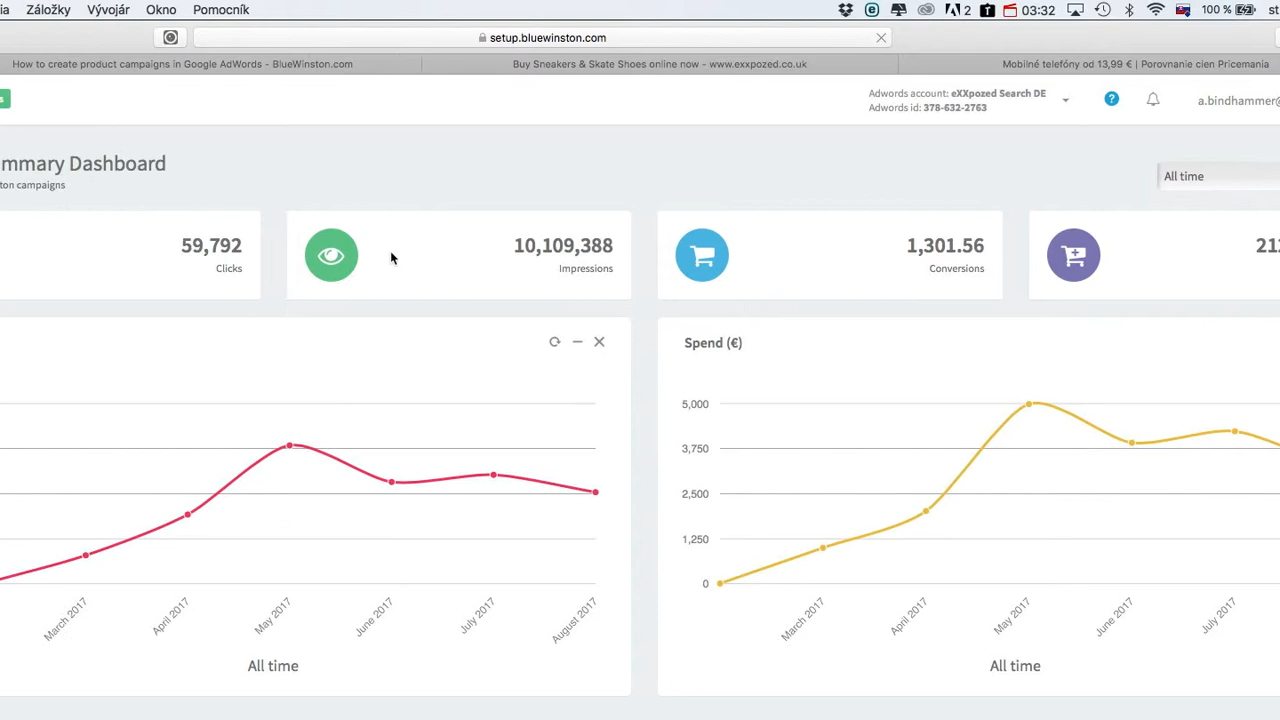 Záložky Vývojár Okno Pomocník 2 03:32 100 %
setup.bluewinston.com
How to create product campaigns in Google AdWords - BlueWinston.com
Buy Sneakers & Skate Shoes online now - www.exxpozed.co.uk
Mobilné telefóny od 13,99 € | Porovnanie cien Pricemania
Adwords account: eXXpozed Search DE
Adwords id: 378-632-2763
a.bindhammer@
mmary Dashboard
ton campaigns
All time
59,792
Clicks
10,109,388
Impressions
1,301.56
Conversions
Spend (€)
5,000
3,750
2,500
1,250
0
March 2017
April 2017
May 2017
June 2017
July 2017
August 2017
All time
March 2017
April 2017
May 2017
June 2017
July 2017
All time